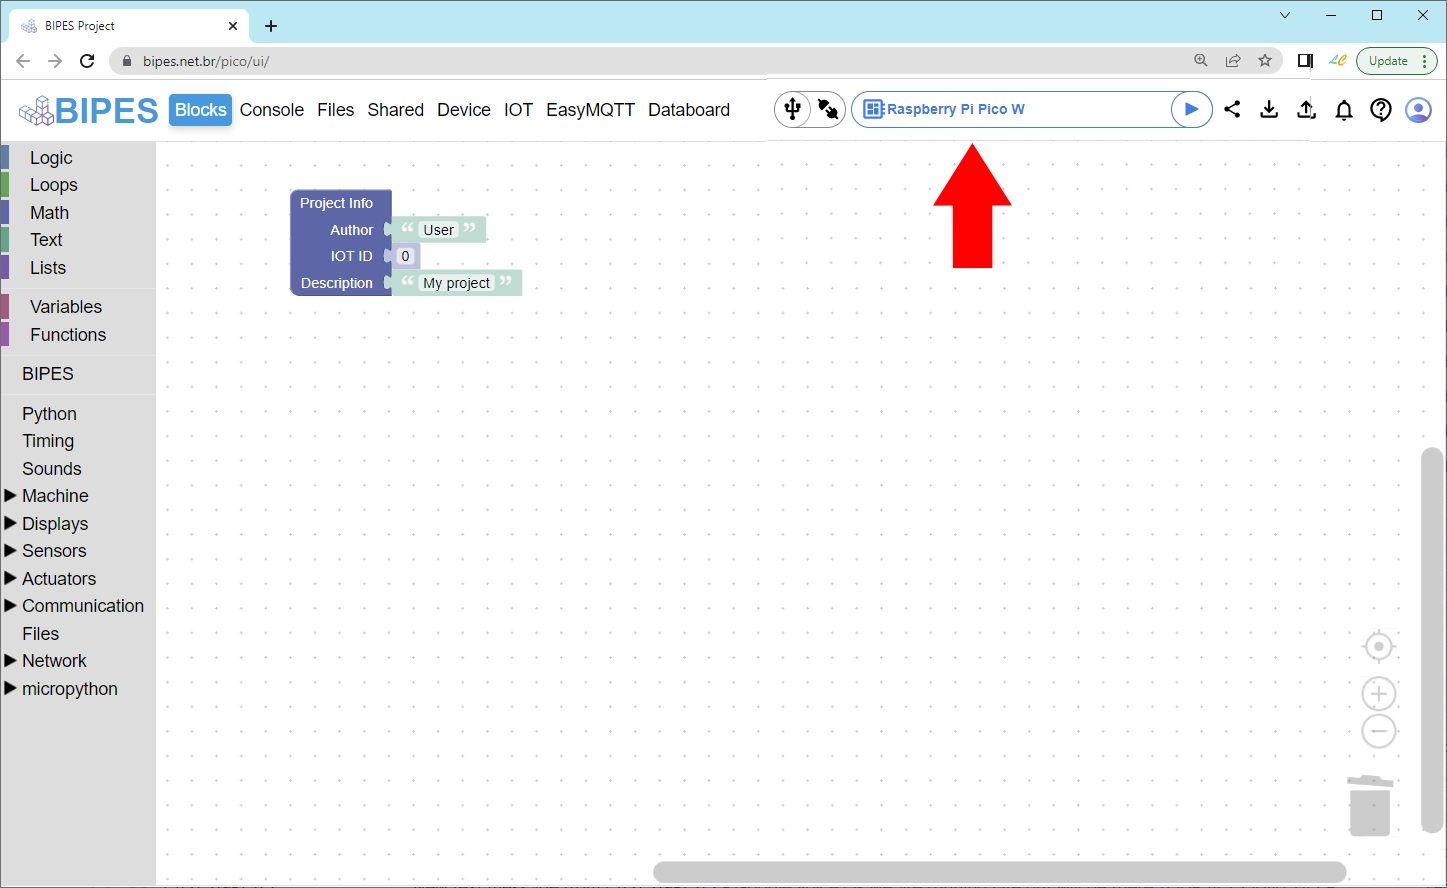 BIPES Project
bipes.net.br/pico/ui/
Update
BIPES
Blocks Console Files Shared Device IOT EasyMQTT Databoard
Raspberry Pi Pico W
Logic
Loops
Math
Text
Lists
Variables
Functions
BIPES
Python
Timing
Sounds
Machine
Displays
Sensors
Actuators
Communication
Files
Network
micropython
Project Info
Author “ User ”
IOT ID 0
Description “ My project ”